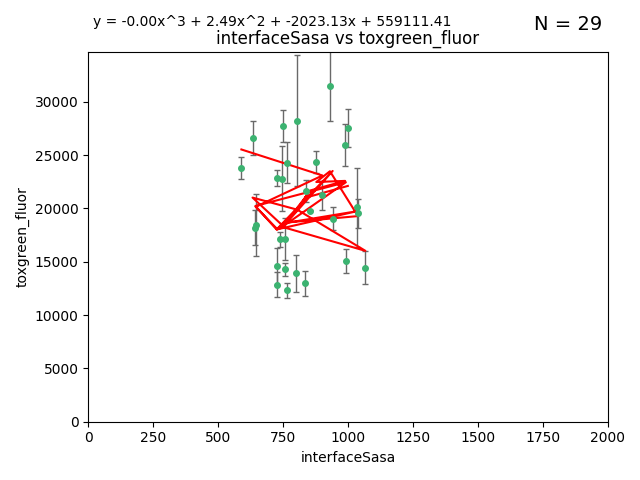 y = -0.00x^3 + 2.49x^2 + -2023.13x + 559111.41
N = 29
interfaceSasa vs toxgreen_fluor
30000
25000
20000
15000
10000
5000
0
toxgreen_fluor
0 250 500 750 1000 1250 1500 1750 2000
interfaceSasa